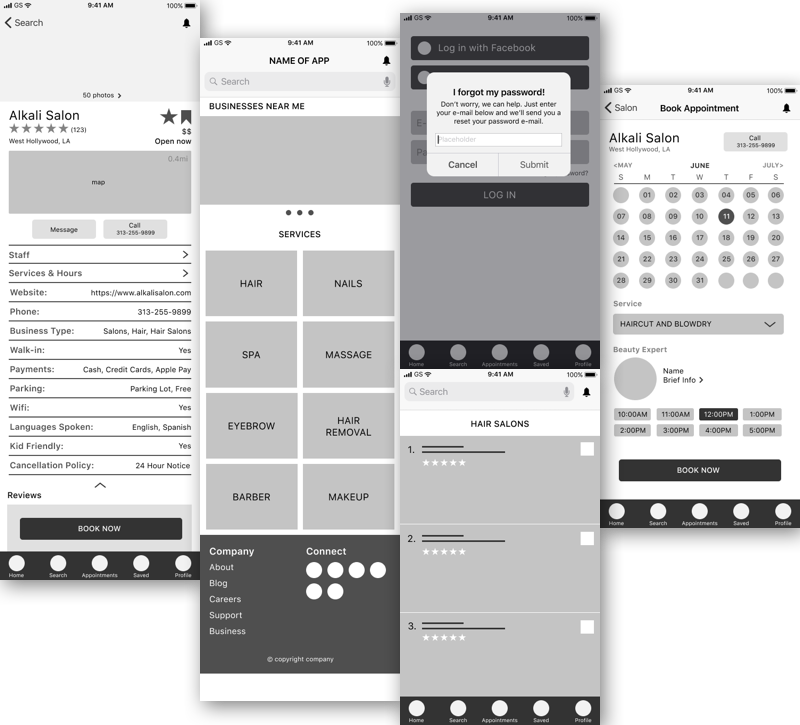 GS 9:41 AM 100%
Search
50 photos >
Alkali Salon
(123)
$$
West Hollywood, LA
Open now
0.4mi
map
Message
Call
313-255-9899
Staff
Services & Hours
Website: https://www.alkalisalon.com
Phone: 313-255-9899
Business Type: Salons, Hair, Hair Salons
Walk-in: Yes
Payments: Cash, Credit Cards, Apple Pay
Parking: Parking Lot, Free
Wifi: Yes
Languages Spoken: English, Spanish
Kid Friendly: Yes
Cancellation Policy: 24 Hour Notice
Reviews
BOOK NOW
Home Search Appointments Saved Profile
GS 9:41 AM 100%
NAME OF APP
Search
BUSINESSES NEAR ME
SERVICES
HAIR NAILS
SPA MASSAGE
EYEBROW HAIR
REMOVAL
BARBER MAKEUP
Company Connect
About
Blog
Careers
Support
Business
© copyright company
GS 9:41 AM 100%
Log in with Facebook
I forgot my password!
Don't worry, we can help. Just enter
your e-mail below and we'll send you a
reset your password e-mail.
E-
Placeholder
Pa
Cancel Submit
sword?
LOG IN
Home Search Appointments Saved Profile
GS 9:41 AM 100%
Search
HAIR SALONS
1.
2.
3.
Home Search Appointments Saved Profile
GS 9:41 AM 100%
Salon Book Appointment
Alkali Salon
West Hollywood, LA
Call
313-255-9899
<MAY JUNE JULY>
S M T W T F S
01 02 03 04 05 06
07 08 09 10 11 12 13
14 15 16 17 18 19 20
21 22 23 24 25 26 27
28 29 30 31
Service
HAIRCUT AND BLOWDRY
Beauty Expert
Name
Brief Info >
10:00AM 11:00AM 12:00PM 1:00PM
2:00PM 3:00PM 4:00PM 5:00PM
BOOK NOW
Home Search Appointments Saved Profile